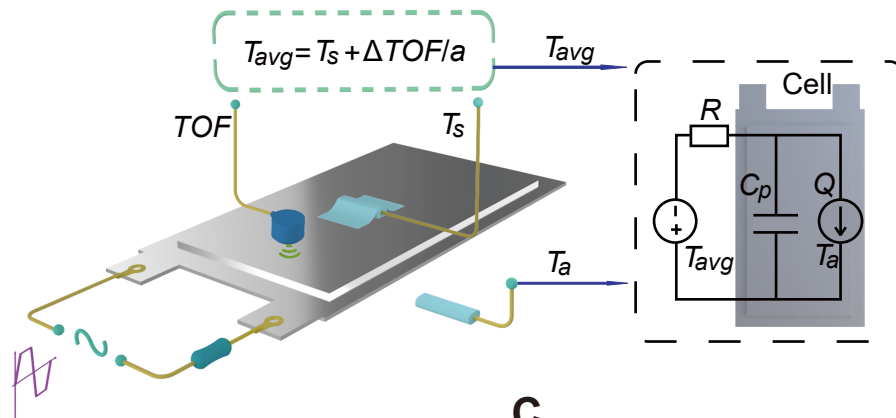 Tavg = Ts + ΔTOF/a
Tavg
Cell
TOF
Ts
R
Cp
Q
Tavg
Ta
Ta
C